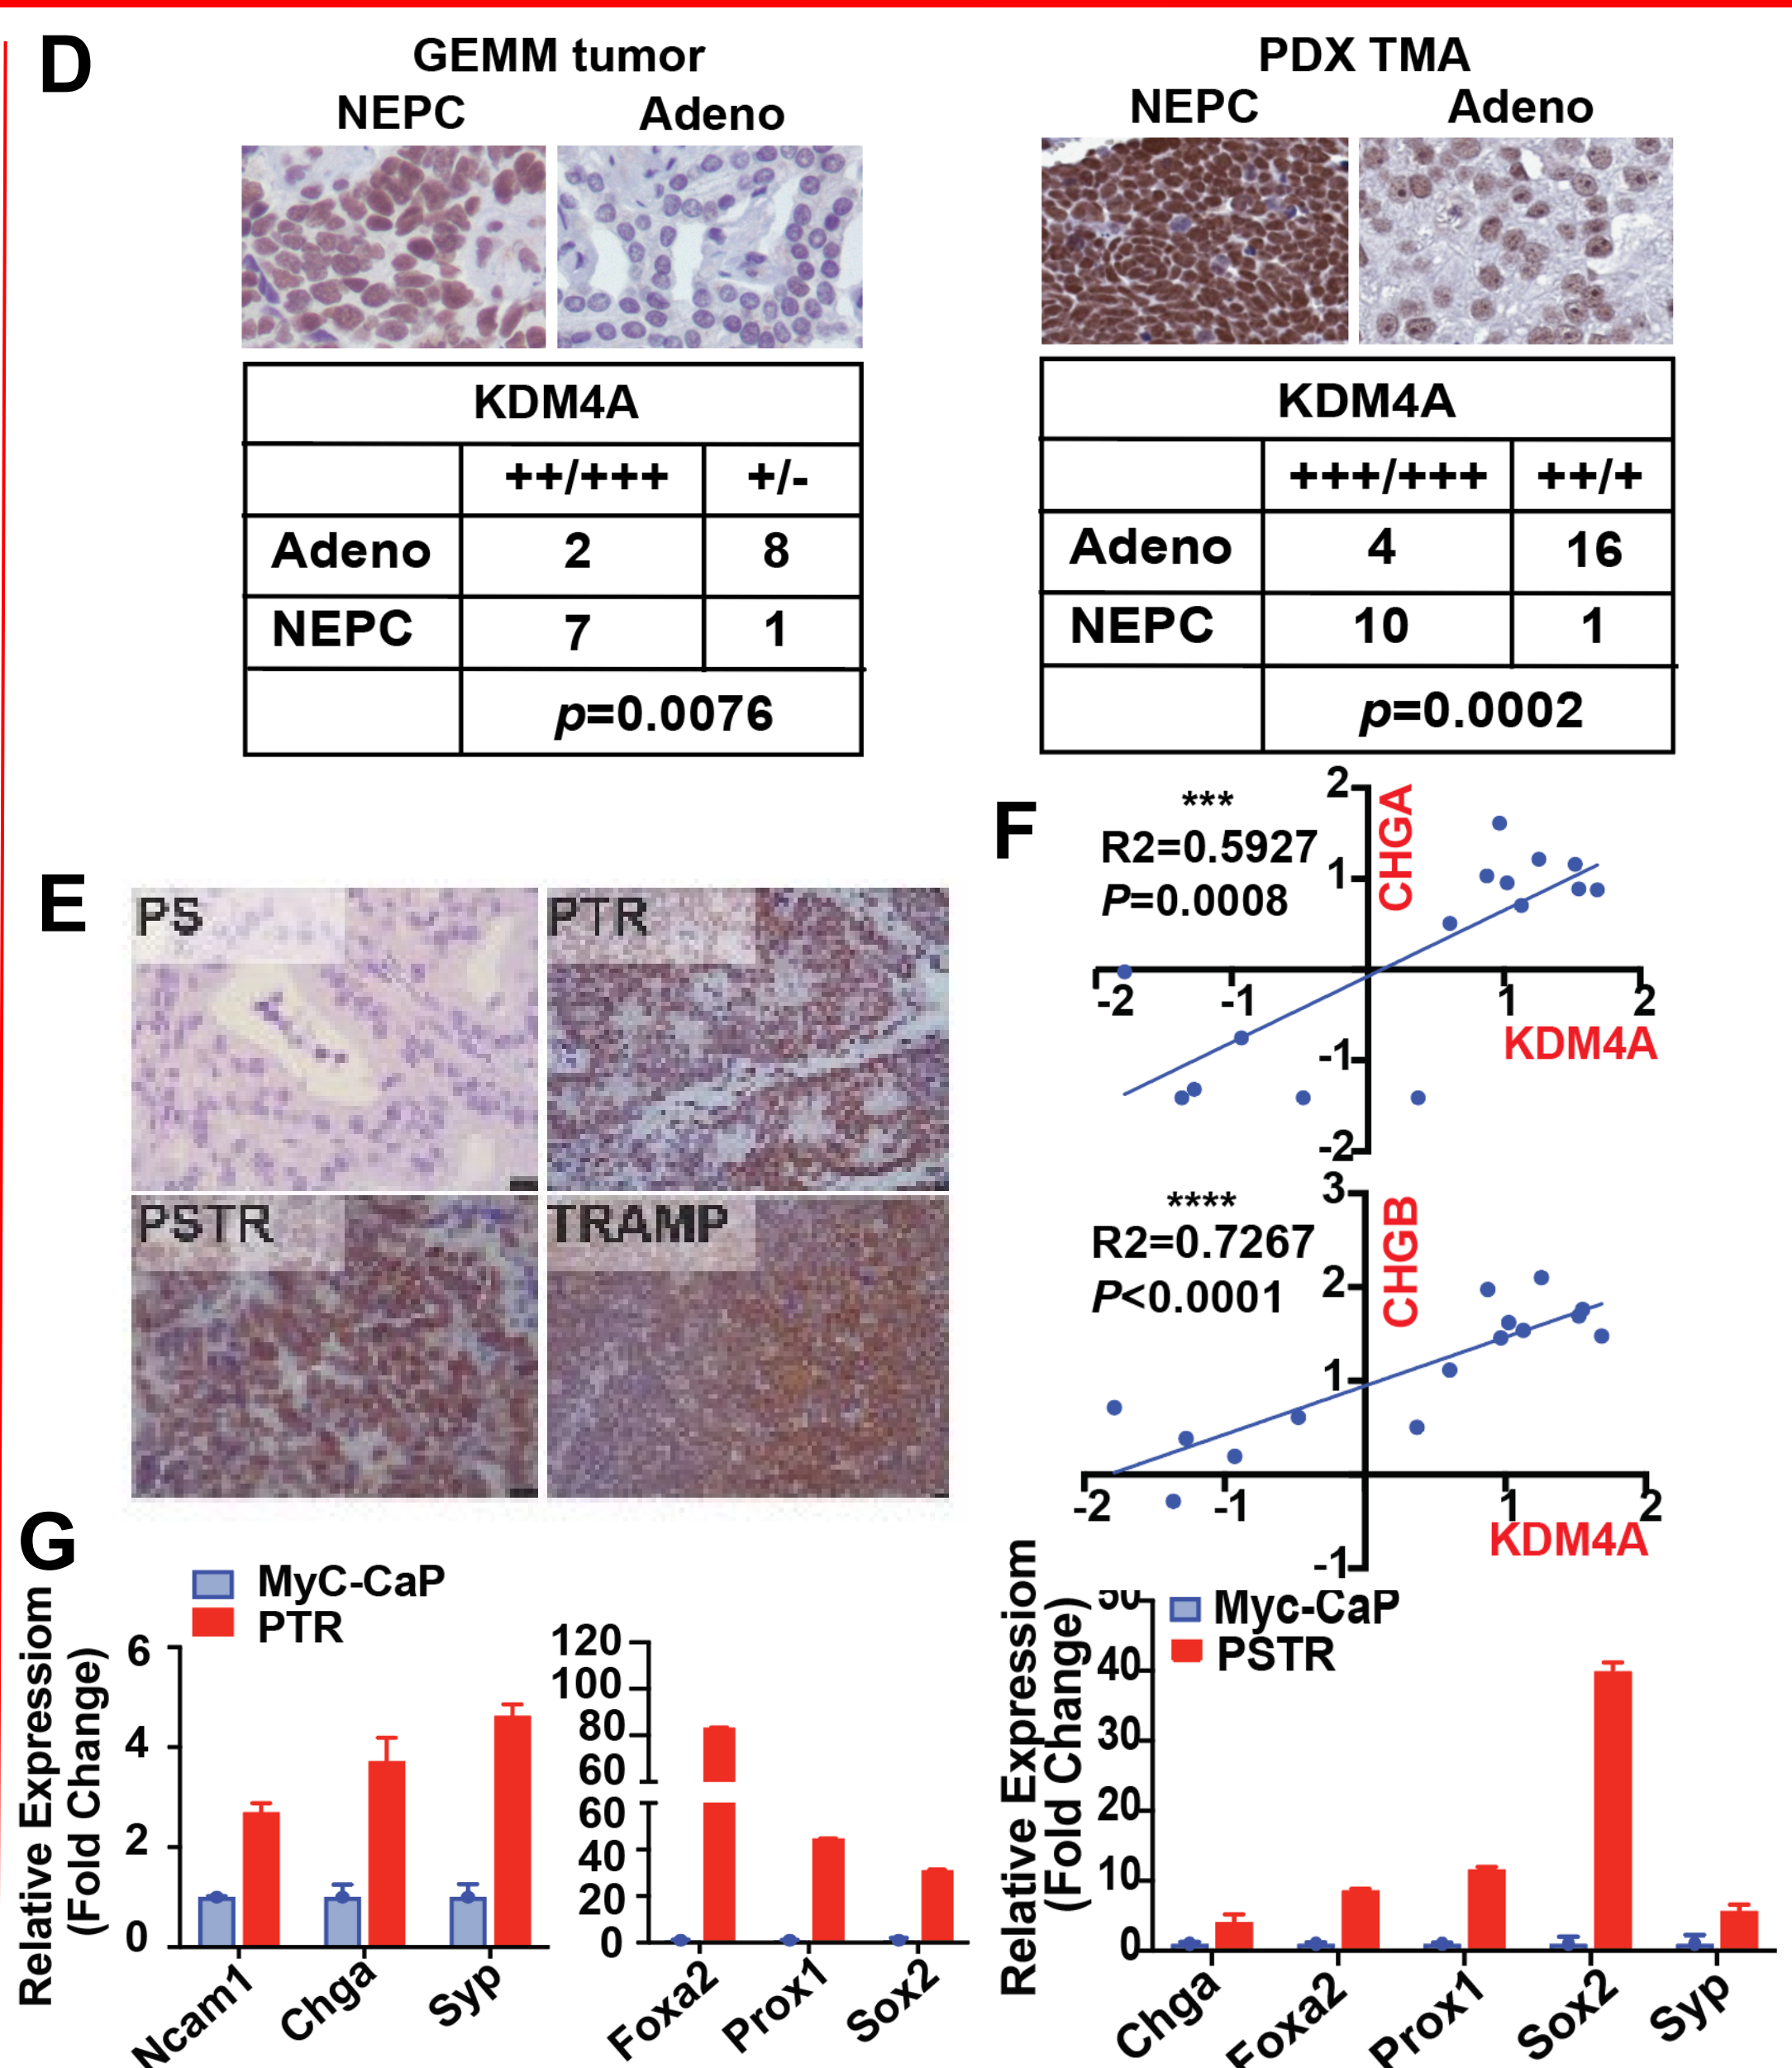 D
GEMM tumor
NEPC Adeno
PDX TMA
NEPC Adeno
KDM4A
++/+++ +/-
Adeno 2 8
NEPC 7 1
p=0.0076
KDM4A
+++/+++ ++/+
Adeno 4 16
NEPC 10 1
p=0.0002
E
PS
PTR
PSTR
TRAMP
F
***
R2=0.5927
P=0.0008
CHGA
2
1
-2 -1 1 2
KDM4A
-1
-2
****
R2=0.7267
P<0.0001
CHGB
3
2
1
-2 -1 1 2
KDM4A
-1
G
MyC-CaP
PTR
Relative Expression
(Fold Change)
6
4
2
0
Ncam1 Chga Syp
120
100
80
60
60
40
20
0
Foxa2 Prox1 Sox2
Myc-CaP
PSTR
Relative Expression
(Fold Change)
50
40
30
20
10
0
Chga Foxa2 Prox1 Sox2 Syp